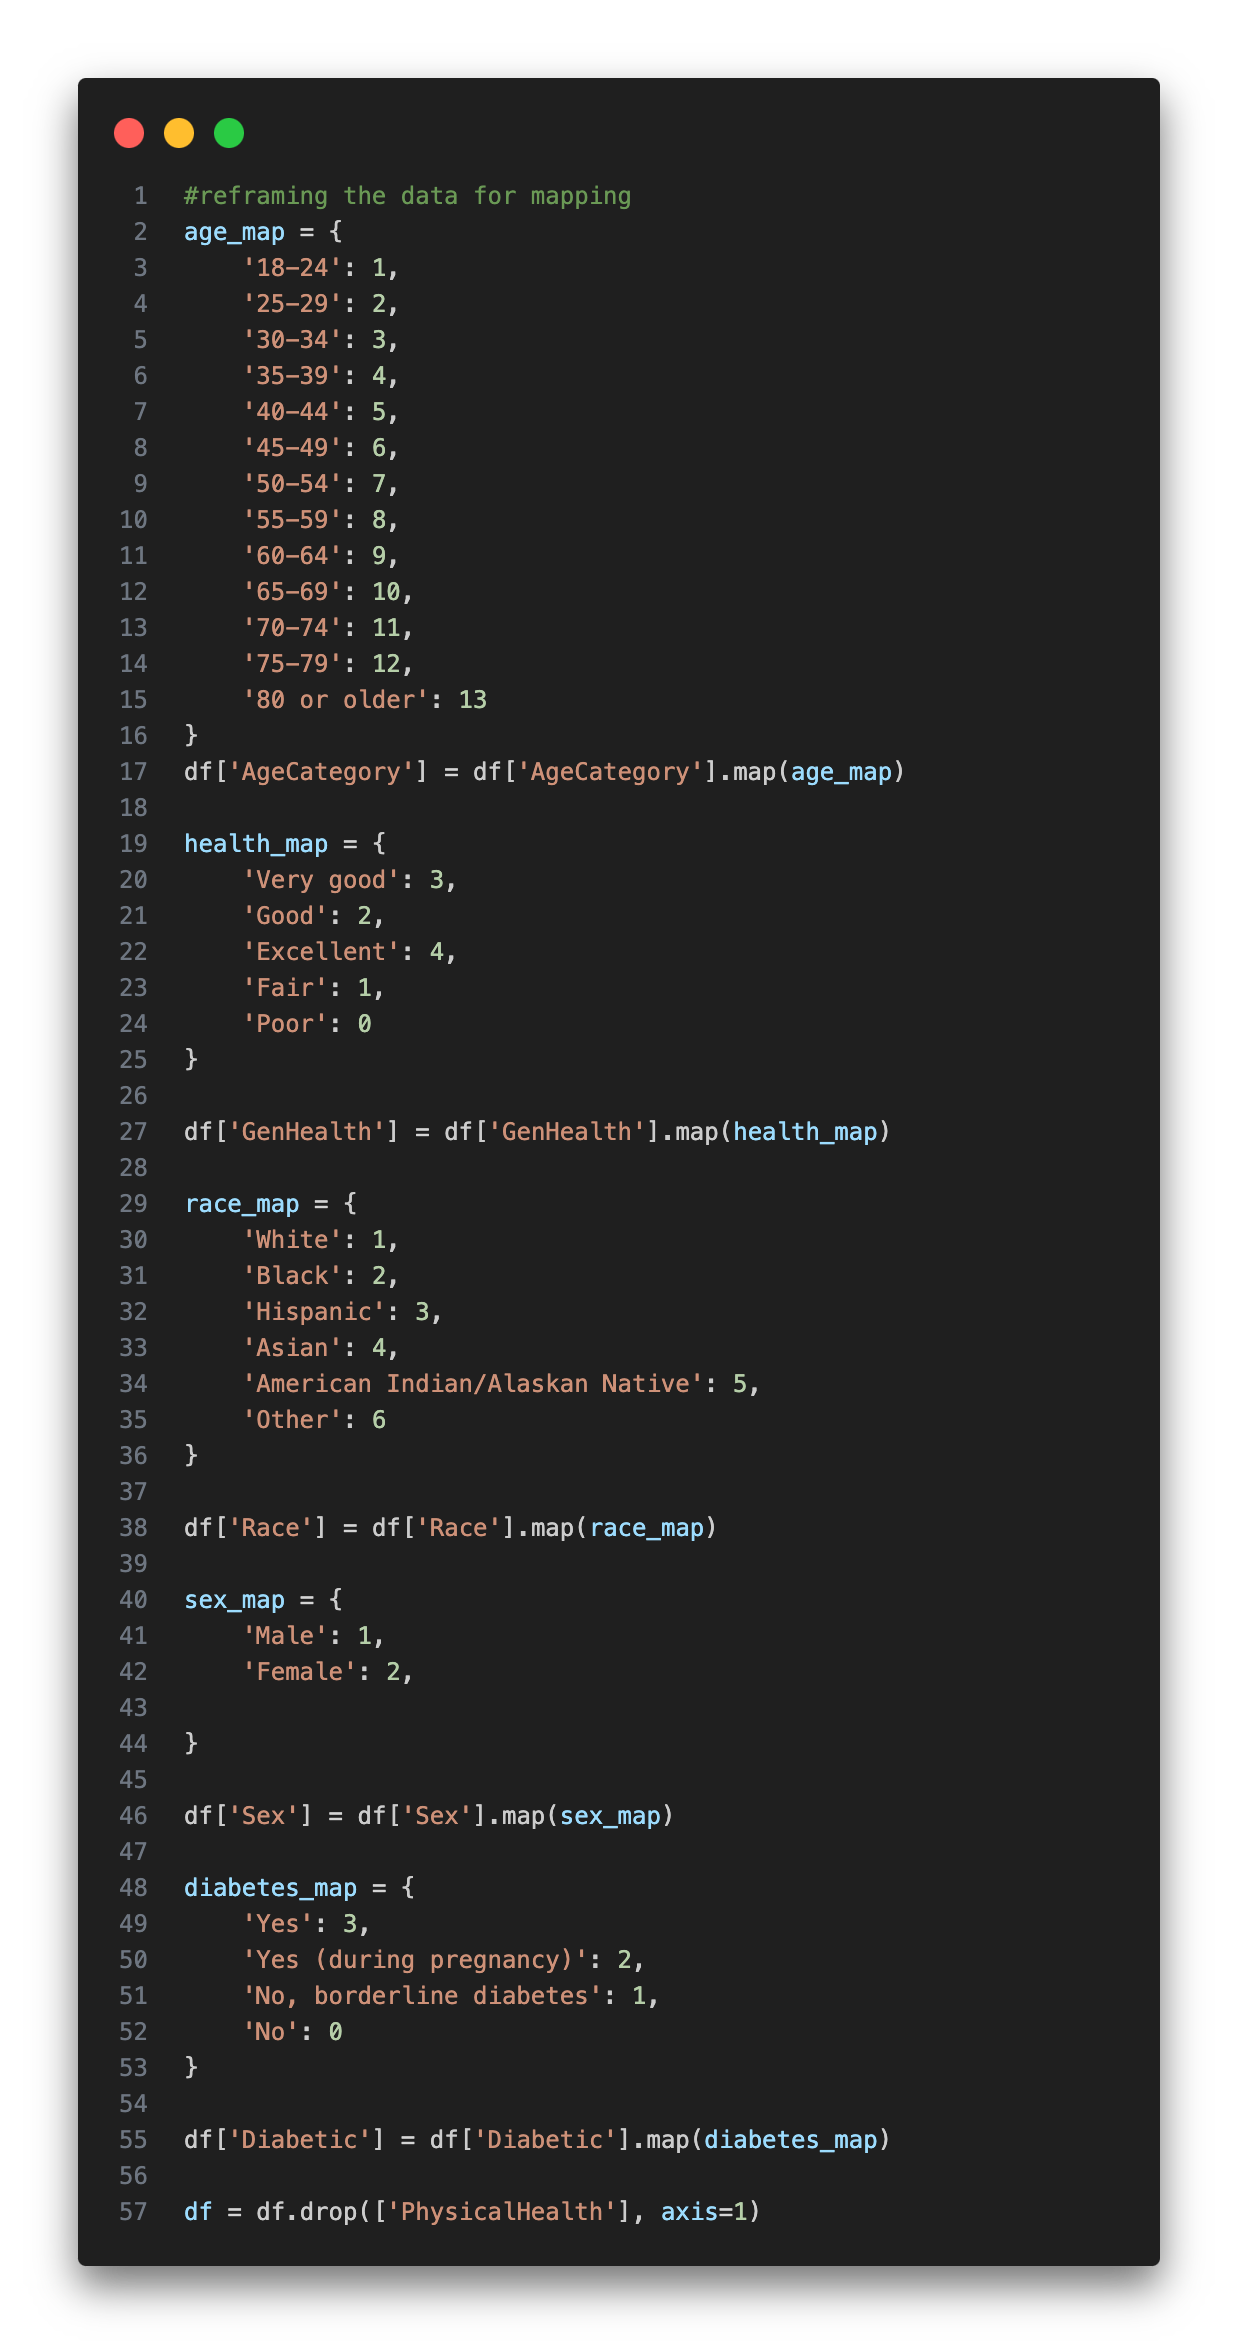 1 #reframing the data for mapping
2 age_map = {
3     '18-24': 1,
4     '25-29': 2,
5     '30-34': 3,
6     '35-39': 4,
7     '40-44': 5,
8     '45-49': 6,
9     '50-54': 7,
10     '55-59': 8,
11     '60-64': 9,
12     '65-69': 10,
13     '70-74': 11,
14     '75-79': 12,
15     '80 or older': 13
16 }
17 df['AgeCategory'] = df['AgeCategory'].map(age_map)
18
19 health_map = {
20     'Very good': 3,
21     'Good': 2,
22     'Excellent': 4,
23     'Fair': 1,
24     'Poor': 0
25 }
26
27 df['GenHealth'] = df['GenHealth'].map(health_map)
28
29 race_map = {
30     'White': 1,
31     'Black': 2,
32     'Hispanic': 3,
33     'Asian': 4,
34     'American Indian/Alaskan Native': 5,
35     'Other': 6
36 }
37
38 df['Race'] = df['Race'].map(race_map)
39
40 sex_map = {
41     'Male': 1,
42     'Female': 2,
43
44 }
45
46 df['Sex'] = df['Sex'].map(sex_map)
47
48 diabetes_map = {
49     'Yes': 3,
50     'Yes (during pregnancy)': 2,
51     'No, borderline diabetes': 1,
52     'No': 0
53 }
54
55 df['Diabetic'] = df['Diabetic'].map(diabetes_map)
56
57 df = df.drop(['PhysicalHealth'], axis=1)